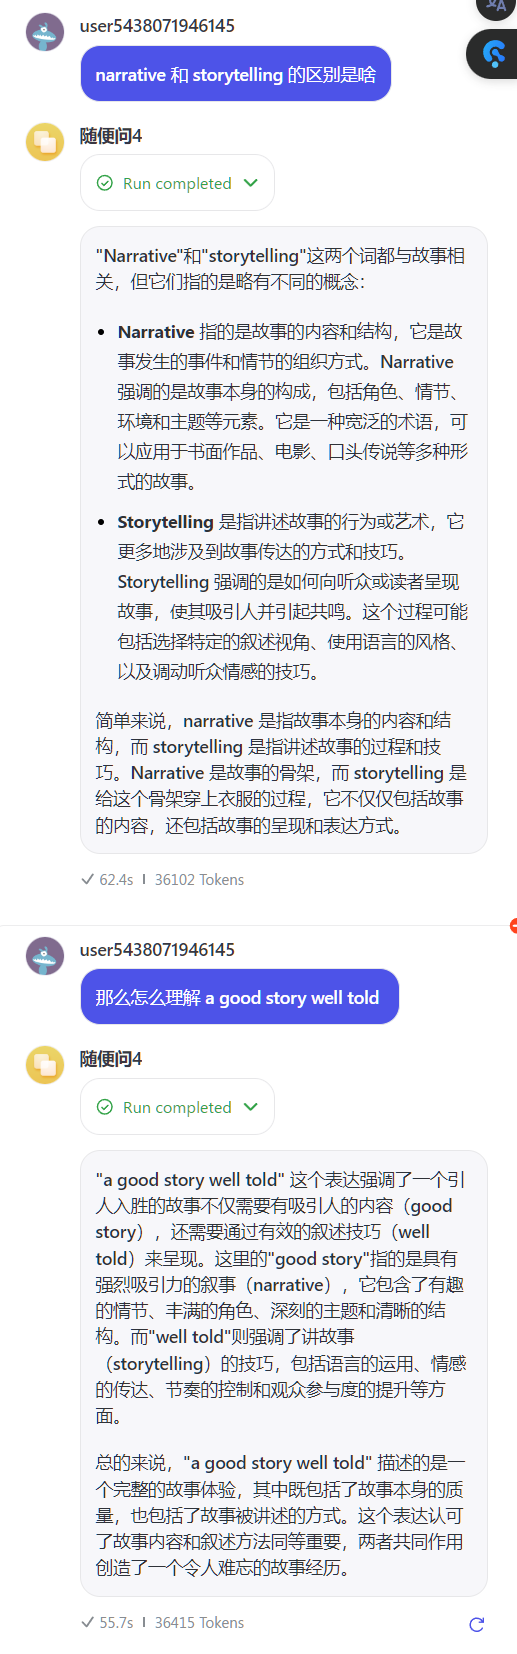 user5438071946145
narrative 和 storytelling 的区别是啥
随便问4
Run completed
"Narrative"和"storytelling"这两个词都与故事相
关，但它们指的是略有不同的概念：
Narrative 指的是故事的内容和结构，它是故
事发生的事件和情节的组织方式。Narrative
强调的是故事本身的构成，包括角色、情节、
环境和主题等元素。它是一种宽泛的术语，可
以应用于书面作品、电影、口头传说等多种形
式的故事。
Storytelling 是指讲述故事的行为或艺术，它
更多地涉及到故事传达的方式和技巧。
Storytelling 强调的是如何向听众或读者呈现
故事，使其吸引人并引起共鸣。这个过程可能
包括选择特定的叙述视角、使用语言的风格、
以及调动听众情感的技巧。
简单来说，narrative 是指故事本身的内容和结
构，而 storytelling 是指讲述故事的过程和技
巧。Narrative 是故事的骨架，而 storytelling 是
给这个骨架穿上衣服的过程，它不仅仅包括故事
的内容，还包括故事的呈现和表达方式。
62.4s | 36102 Tokens
user5438071946145
那么怎么理解 a good story well told
随便问4
Run completed
"a good story well told" 这个表达强调了一个引
人入胜的故事不仅需要有吸引人的内容（good
story），还需要通过有效的叙述技巧（well
told）来呈现。这里的"good story"指的是具有
强烈吸引力的叙事（narrative），它包含了有趣
的情节、丰满的角色、深刻的主题和清晰的结
构。而"well told"则强调了讲故事
（storytelling）的技巧，包括语言的运用、情感
的传达、节奏的控制和观众参与度的提升等方
面。
总的来说，"a good story well told" 描述的是一
个完整的故事体验，其中既包括了故事本身的质
量，也包括了故事被讲述的方式。这个表达认可
了故事内容和叙述方法同等重要，两者共同作用
创造了一个令人难忘的故事经历。
55.7s | 36415 Tokens